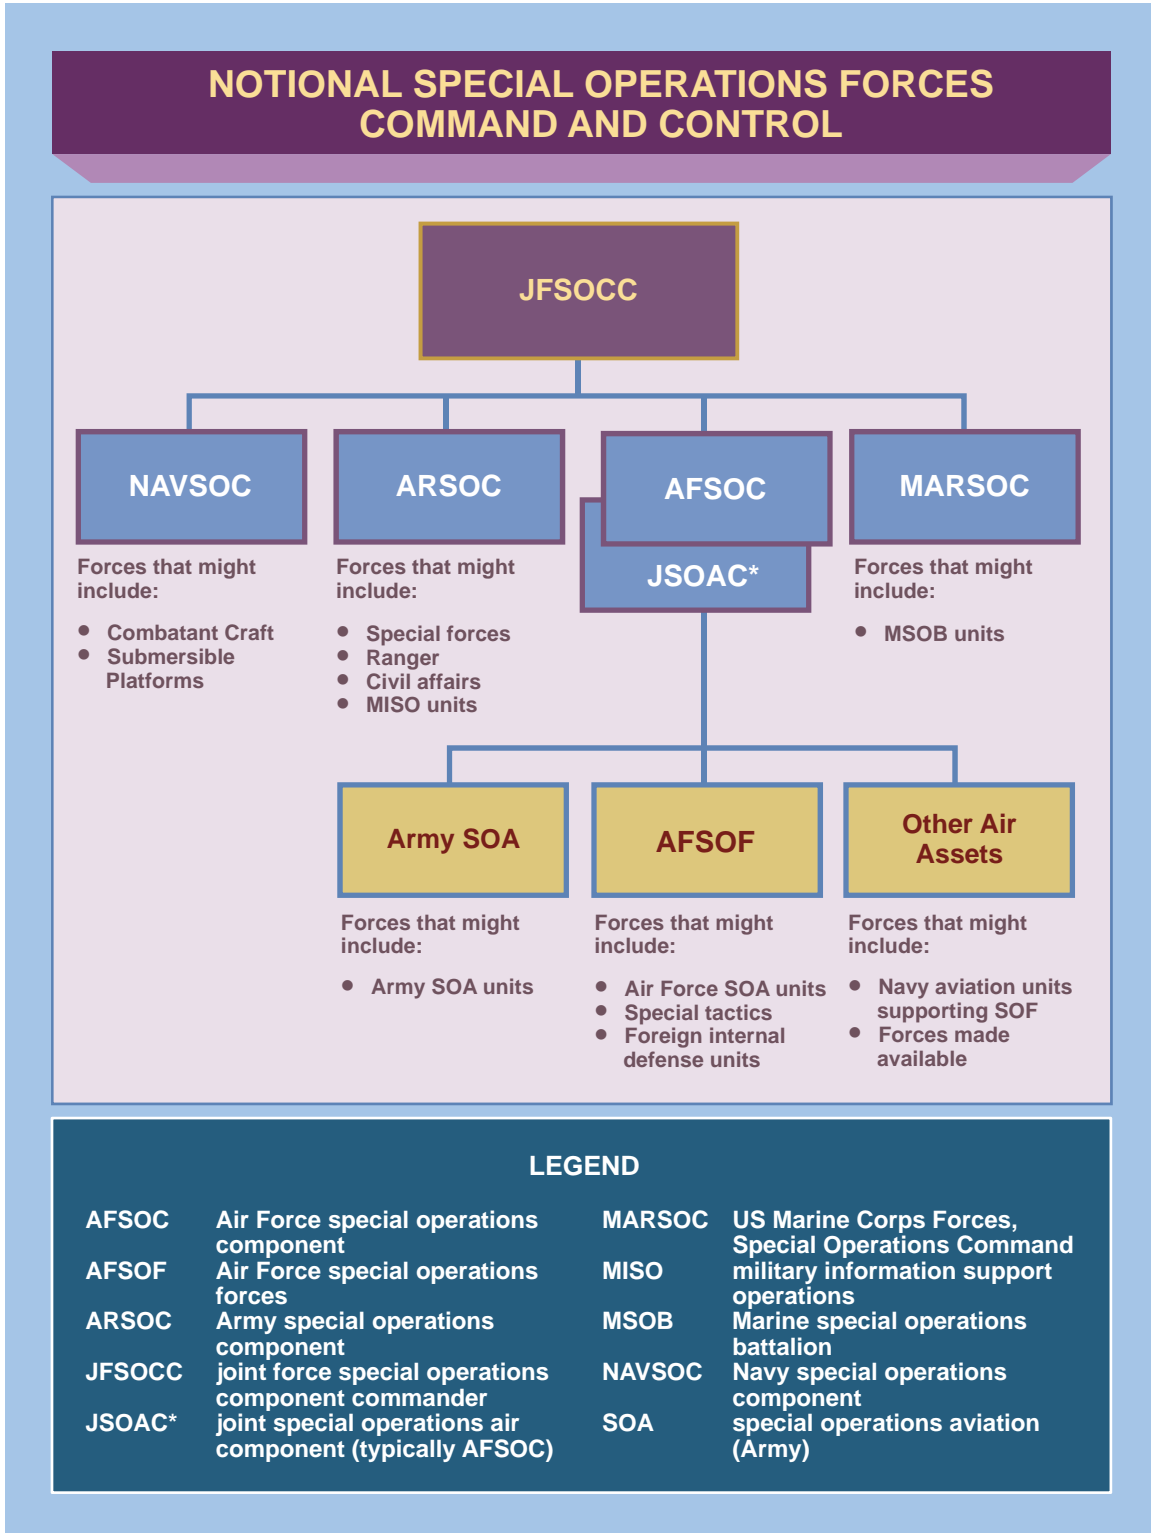 NOTIONAL SPECIAL OPERATIONS FORCES
COMMAND AND CONTROL
JFSOCC
NAVSOC
Forces that might
include:
• Combatant Craft
• Submersible
Platforms
ARSOC
Forces that might
include:
• Special forces
• Ranger
• Civil affairs
• MISO units
AFSOC
JSOAC*
MARSOC
Forces that might
include:
• MSOB units
Army SOA
Forces that might
include:
• Army SOA units
AFSOF
Forces that might
include:
• Air Force SOA units
• Special tactics
• Foreign internal
defense units
Other Air
Assets
Forces that might
include:
• Navy aviation units
supporting SOF
• Forces made
available
LEGEND
AFSOC Air Force special operations
component
AFSOF Air Force special operations
forces
ARSOC Army special operations
component
JFSOCC joint force special operations
component commander
JSOAC* joint special operations air
component (typically AFSOC)
MARSOC US Marine Corps Forces,
Special Operations Command
MISO military information support
operations
MSOB Marine special operations
battalion
NAVSOC Navy special operations
component
SOA special operations aviation
(Army)